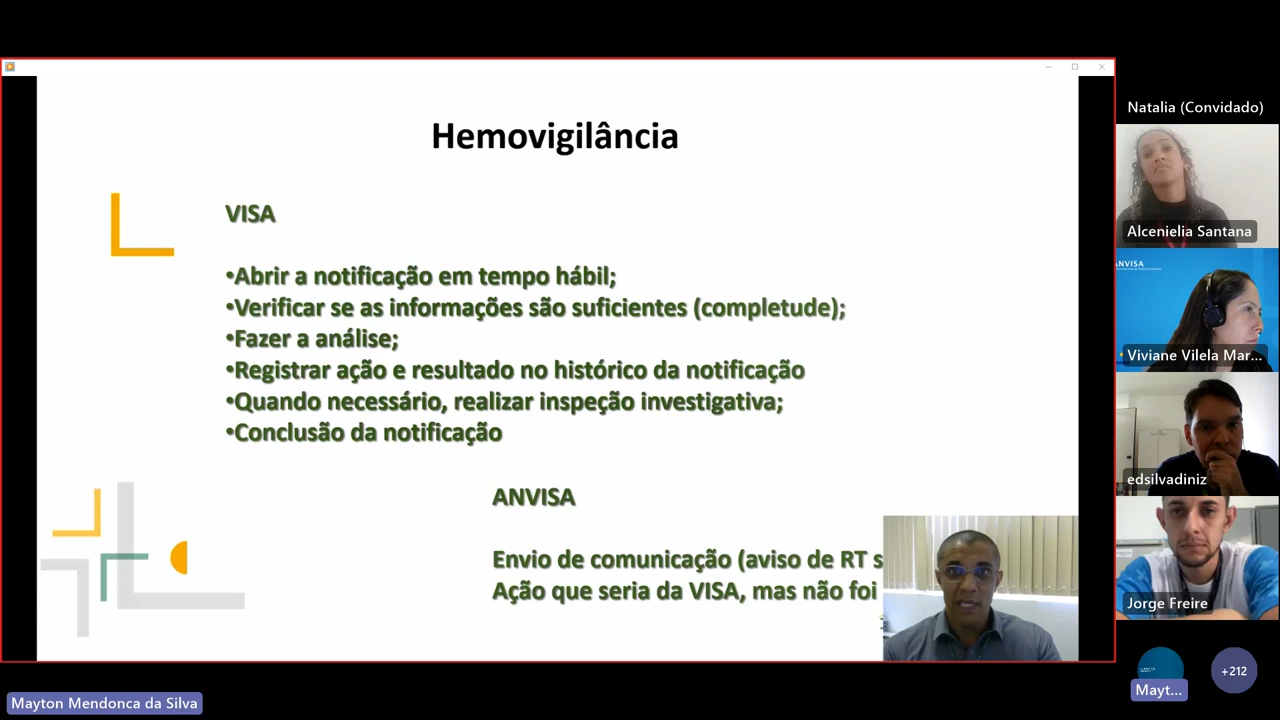 Hemovigilância
VISA
•Abrir a notificação em tempo hábil;
•Verificar se as informações são suficientes (completude);
•Fazer a análise;
•Registrar ação e resultado no histórico da notificação
•Quando necessário, realizar inspeção investigativa;
•Conclusão da notificação
ANVISA
Envio de comunicação (aviso de RT s
Ação que seria da VISA, mas não foi
Natalia (Convidado)
Alcenielia Santana
ANVISA
Viviane Vilela Mar...
edsilvadiniz
Jorge Freire
Mayt...
+212
Mayton Mendonca da Silva